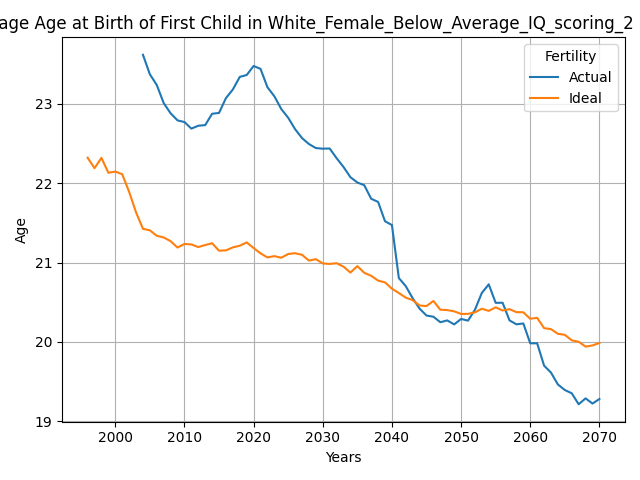 age Age at Birth of First Child in White_Female_Below_Average_IQ_scoring_2
Fertility
Actual
Ideal
23
22
21
20
19
Age
2000
2010
2020
2030
2040
2050
2060
2070
Years